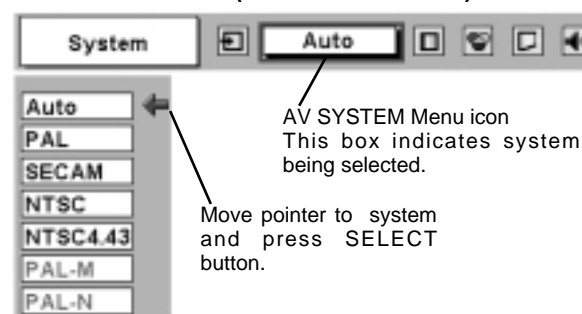 System
Auto
Auto
PAL
SECAM
NTSC
NTSC4.43
PAL-M
PAL-N
AV SYSTEM Menu icon
This box indicates system
being selected.
Move pointer to system
and press SELECT
button.